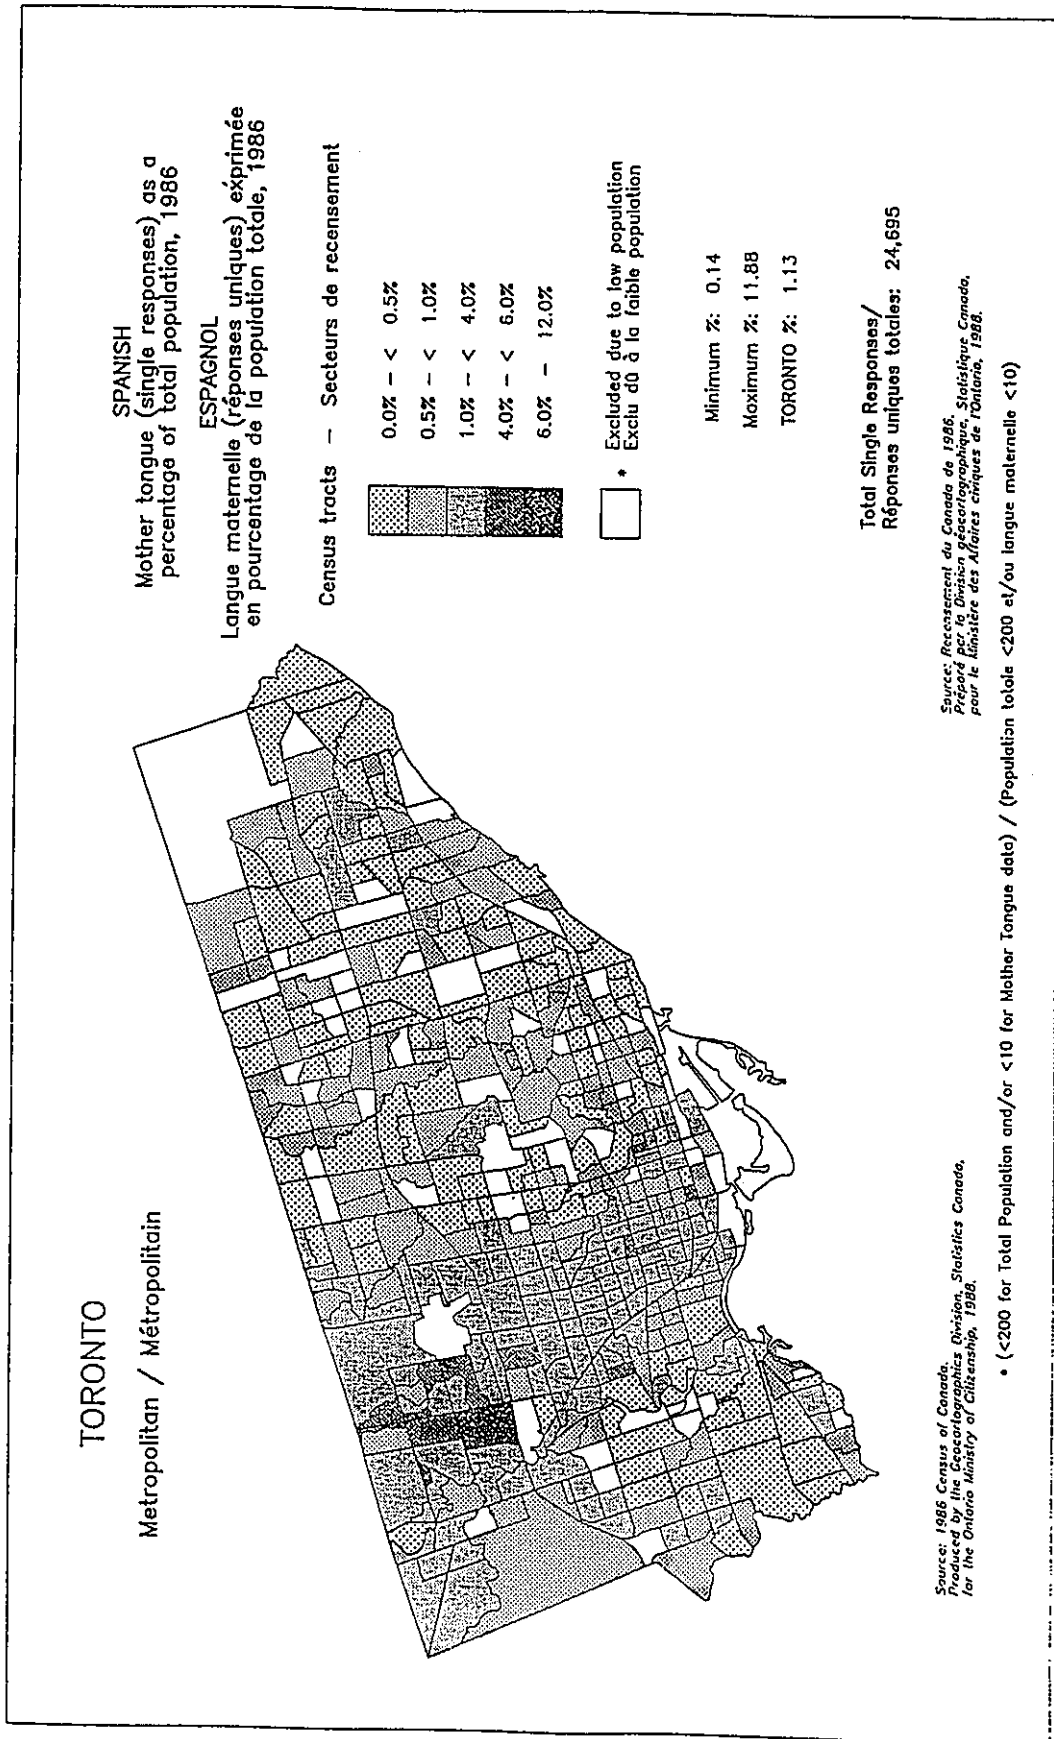 TORONTO
Metropolitan / Métropolitain
SPANISH
Mother tongue (single responses) as a
percentage of total population, 1986
ESPAGNOL
Langue maternelle (réponses uniques) exprimée
en pourcentage de la population totale, 1986
Census tracts – Secteurs de recensement
0.0% – < 0.5%
0.5% – < 1.0%
1.0% – < 4.0%
4.0% – < 6.0%
6.0% – 12.0%
* Excluded due to low population
Exclu dû à la faible population
Minimum %: 0.14
Maximum %: 11.88
TORONTO %: 1.13
Total Single Responses/
Réponses uniques totales: 24,695
Source: 1986 Census of Canada.
Produced by the Geocartographics Division, Statistics Canada,
for the Ontario Ministry of Citizenship, 1988.
Source: Recensement du Canada de 1986.
Préparé par la Division géocartographique, Statistique Canada,
pour le Ministère des Affaires civiques de l'Ontario, 1988.
* (<200 for Total Population and/or <10 for Mother Tongue data) / (Population totale <200 et/ou langue maternelle <10)